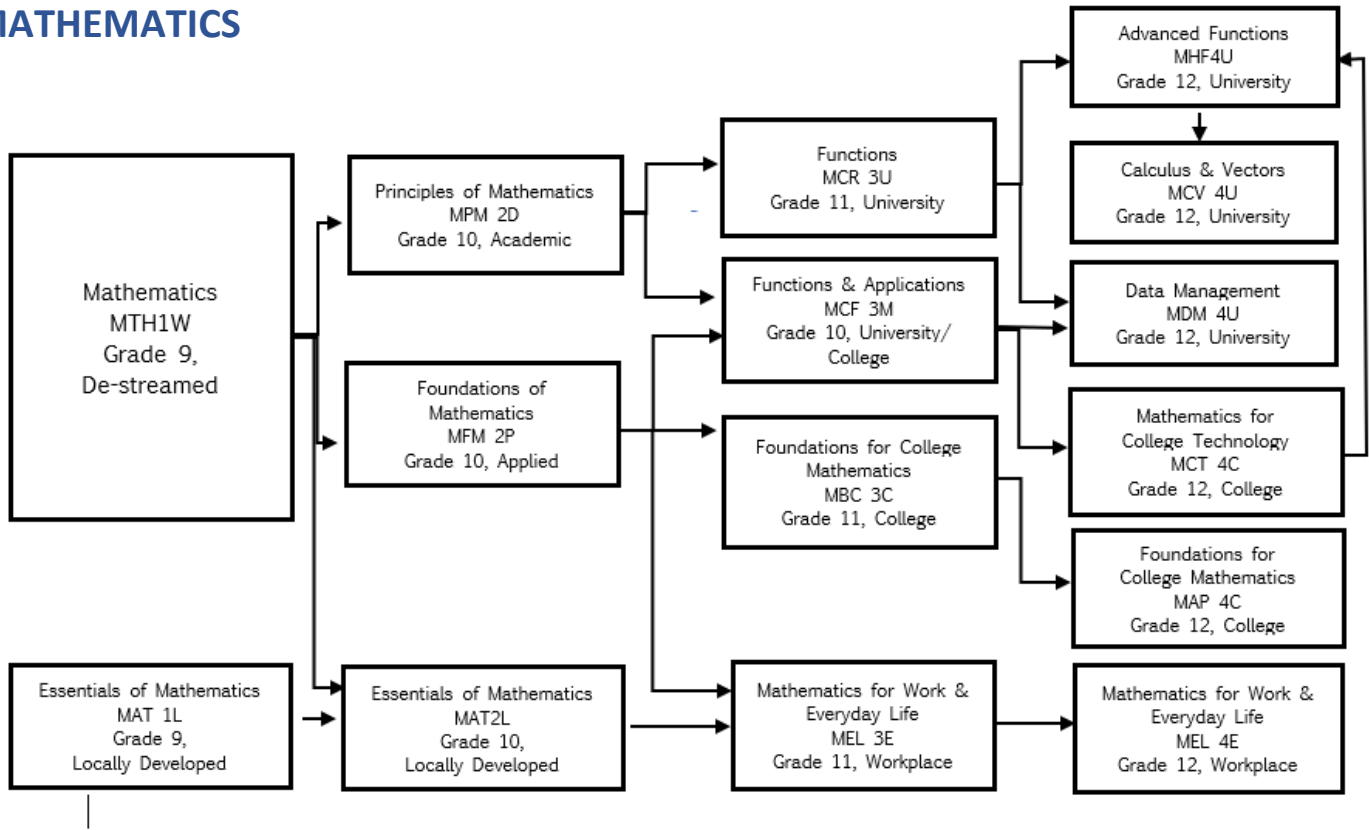 MATHEMATICS
Mathematics
MTH1W
Grade 9,
De-streamed
Essentials of Mathematics
MAT 1L
Grade 9,
Locally Developed
Principles of Mathematics
MPM 2D
Grade 10, Academic
Foundations of
Mathematics
MFM 2P
Grade 10, Applied
Essentials of Mathematics
MAT2L
Grade 10,
Locally Developed
Functions
MCR 3U
Grade 11, University
Functions & Applications
MCF 3M
Grade 10, University/
College
Foundations for College
Mathematics
MBC 3C
Grade 11, College
Mathematics for Work &
Everyday Life
MEL 3E
Grade 11, Workplace
Advanced Functions
MHF4U
Grade 12, University
Calculus & Vectors
MCV 4U
Grade 12, University
Data Management
MDM 4U
Grade 12, University
Mathematics for
College Technology
MCT 4C
Grade 12, College
Foundations for
College Mathematics
MAP 4C
Grade 12, College
Mathematics for Work &
Everyday Life
MEL 4E
Grade 12, Workplace